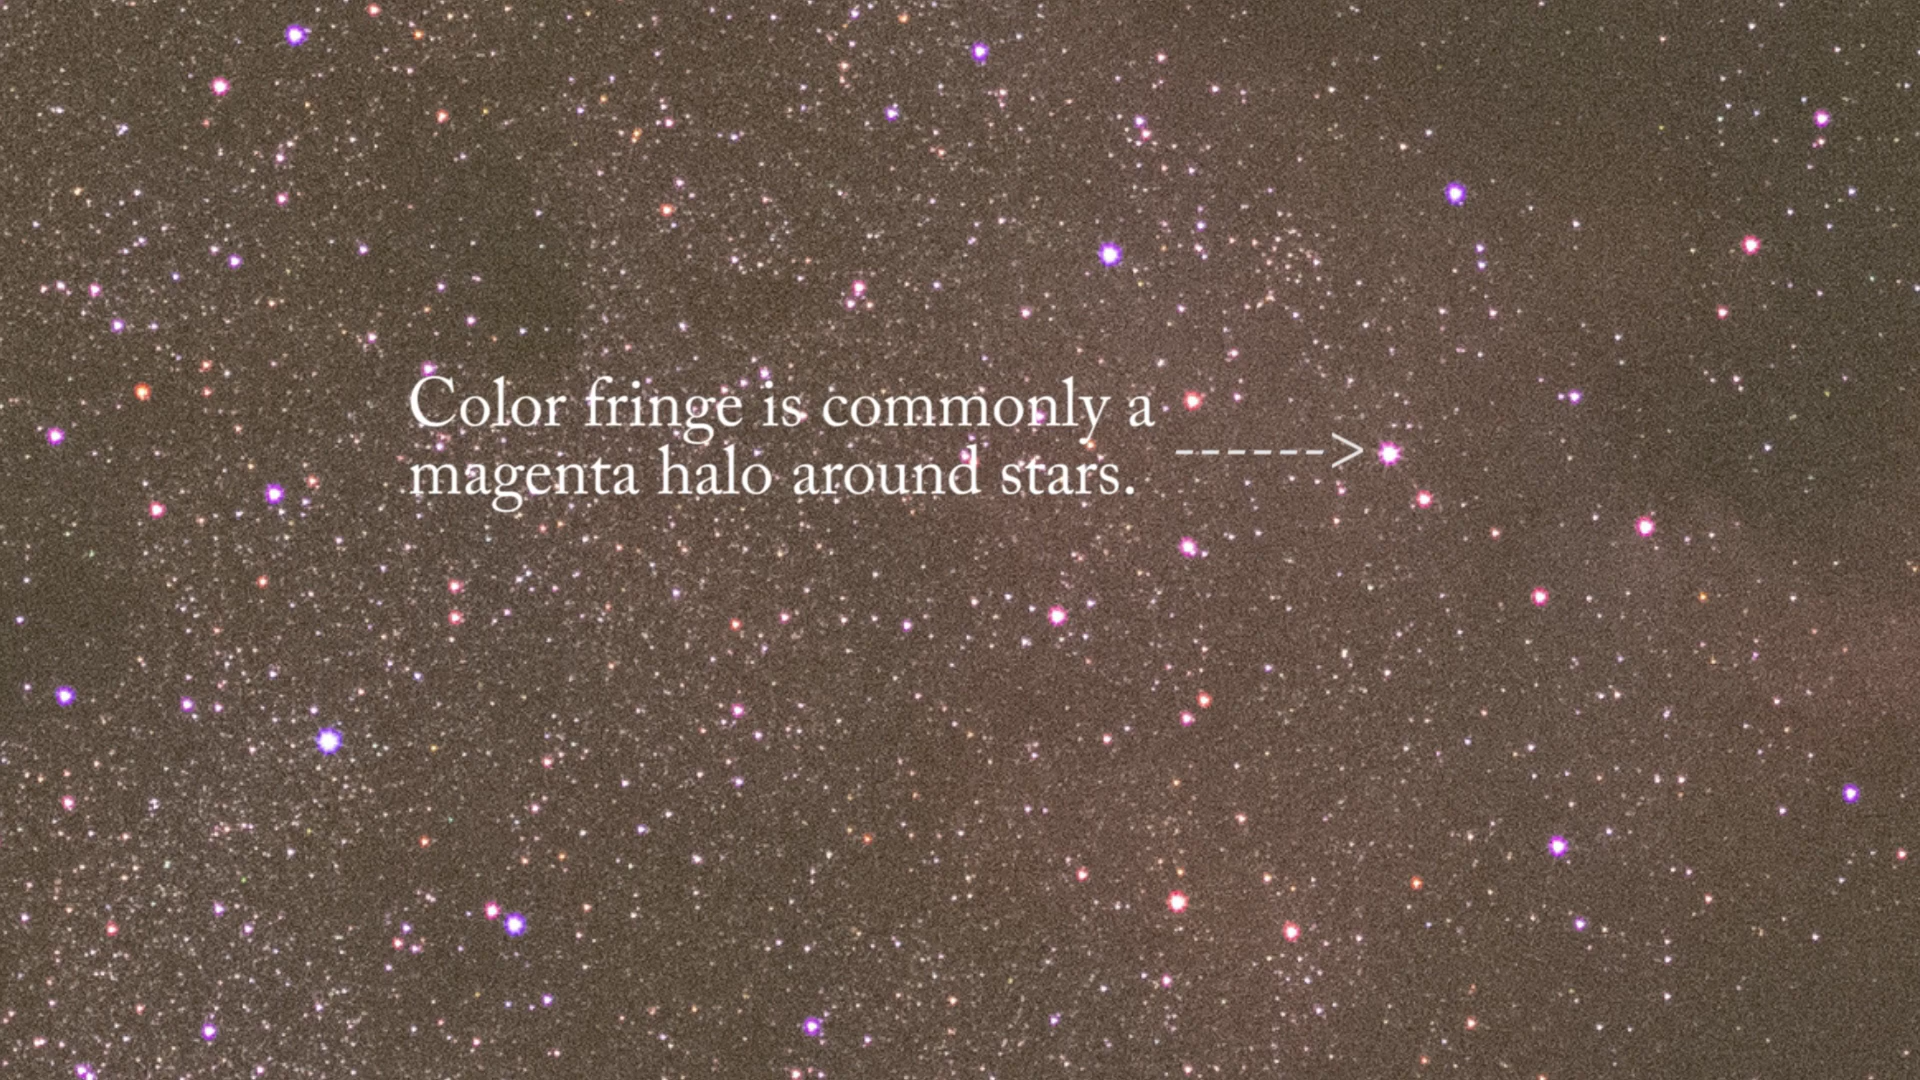 Color fringe is commonly a
magenta halo around stars.
------>